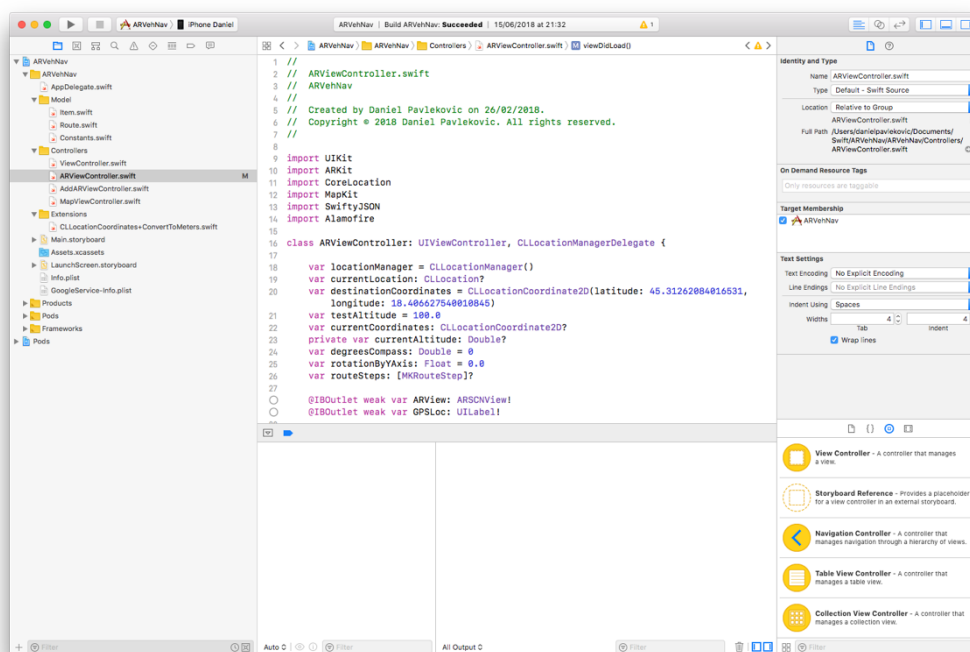 ARVehNav 〉 iPhone Daniel
ARVehNav | Build ARVehNav: Succeeded | 15/06/2018 at 21:32
1
ARVehNav
ARVehNav
AppDelegate.swift
Model
Item.swift
Route.swift
Constants.swift
Controllers
ViewController.swift
ARViewController.swift M
AddARViewController.swift
MapViewController.swift
Extensions
CLLocationCoordinates+ConvertToMeters.swift
Main.storyboard
Assets.xcassets
LaunchScreen.storyboard
Info.plist
GoogleService-Info.plist
Products
Pods
Frameworks
Pods
Filter
ARVehNav 〉 ARVehNav 〉 Controllers 〉 ARViewController.swift 〉 M viewDidLoad()
1 //
2 // ARViewController.swift
3 // ARVehNav
4 //
5 // Created by Daniel Pavlekovic on 26/02/2018.
6 // Copyright © 2018 Daniel Pavlekovic. All rights reserved.
7 //
8
9 import UIKit
10 import ARKit
11 import CoreLocation
12 import MapKit
13 import SwiftyJSON
14 import Alamofire
15
16 class ARViewController: UIViewController, CLLocationManagerDelegate {
17
18 var locationManager = CLLocationManager()
19 var currentLocation: CLLocation?
20 var destinationCoordinates = CLLocationCoordinate2D(latitude: 45.31262084016531,
longitude: 18.406627540010845)
21 var testAltitude = 100.0
22 var currentCoordinates: CLLocationCoordinate2D?
23 private var currentAltitude: Double?
24 var degreesCompass: Double = 0
25 var rotationByYAxis: Float = 0.0
26 var routeSteps: [MKRouteStep]?
27
@IBOutlet weak var ARView: ARSCNView!
@IBOutlet weak var GPSLoc: UILabel!
Auto
Filter
All Output
Filter
Identity and Type
Name ARViewController.swift
Type Default - Swift Source
Location Relative to Group
ARViewController.swift
Full Path /Users/danielpavlekovic/Documents/
Swift/ARVehNav/ARVehNav/Controllers/
ARViewController.swift
On Demand Resource Tags
Only resources are taggable
Target Membership
ARVehNav
Text Settings
Text Encoding No Explicit Encoding
Line Endings No Explicit Line Endings
Indent Using Spaces
Widths 4 4
Tab Indent
Wrap lines
View Controller - A controller that manages
a view.
Storyboard Reference - Provides a placeholder
for a view controller in an external storyboard.
Navigation Controller - A controller that
manages navigation through a hierarchy of views.
Table View Controller - A controller that
manages a table view.
Collection View Controller - A controller that
manages a collection view.
Filter